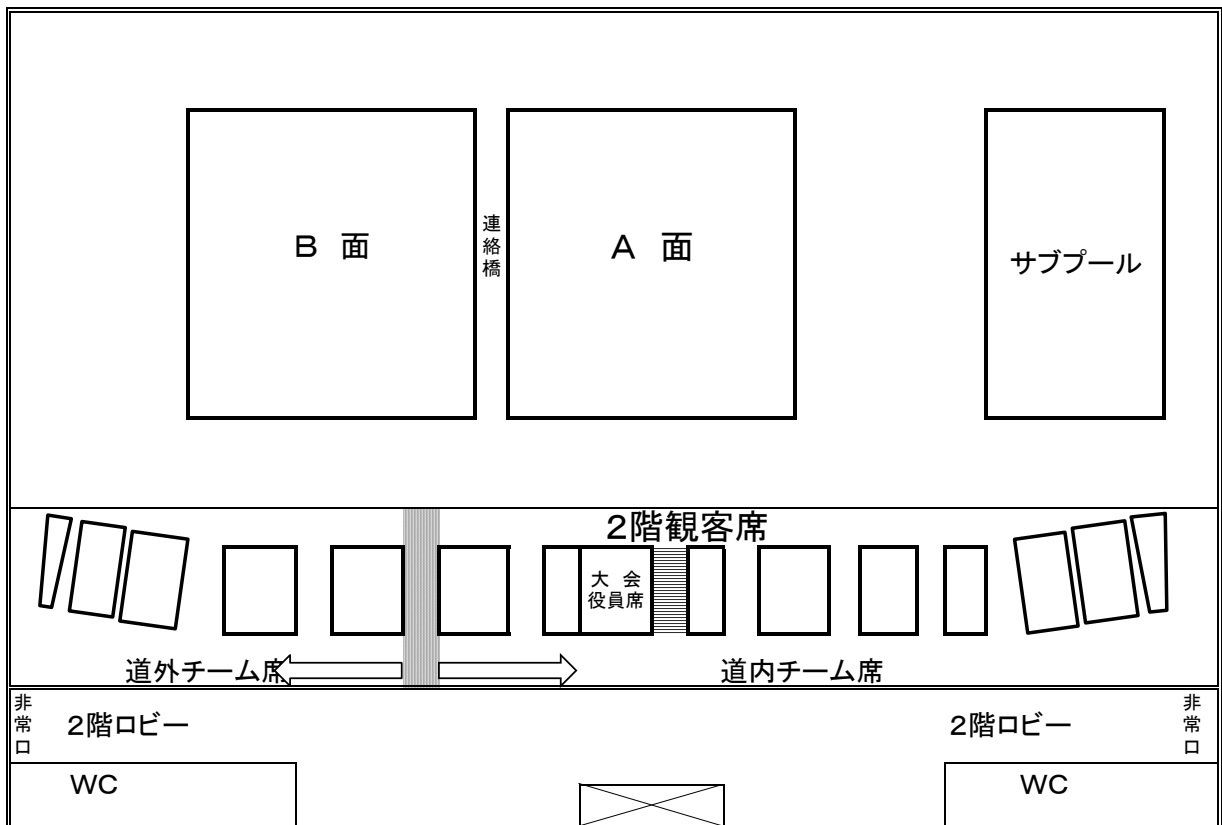 B 面
連絡橋
A 面
サブプール
2階観客席
大 会
役員席
道外チーム席
道内チーム席
非常口
2階ロビー
2階ロビー
非常口
WC
WC